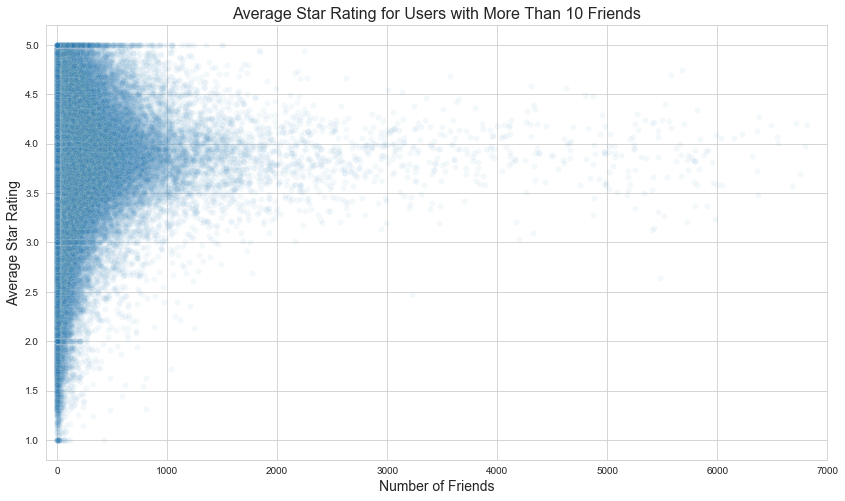 Average Star Rating for Users with More Than 10 Friends
Average Star Rating
5.0
4.5
4.0
3.5
3.0
2.5
2.0
1.5
1.0
0 1000 2000 3000 4000 5000 6000 7000
Number of Friends